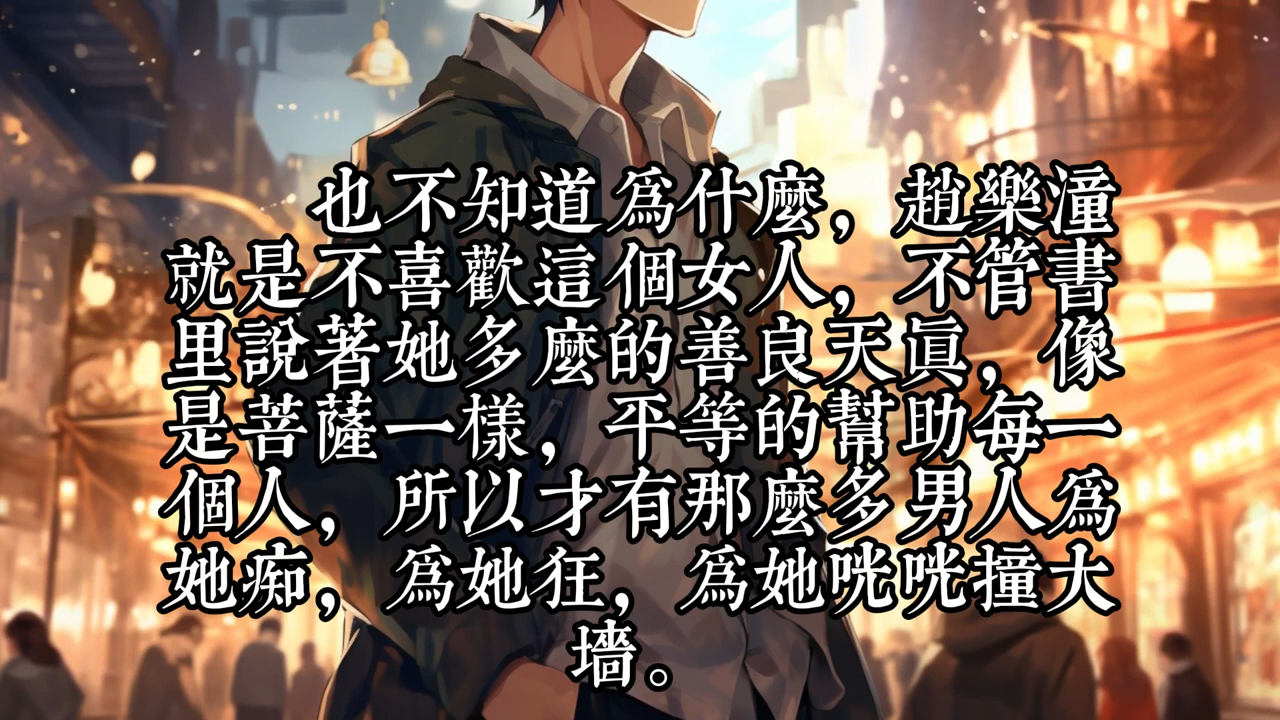 也不知道爲什麼，趙樂潼
就是不喜歡這個女人，不管書
里說著她多麼的善良天眞，像
是菩薩一樣，平等的幫助每一
個人，所以才有那麼多男人爲
她痴，爲她狂，爲她咣咣撞大
墻。